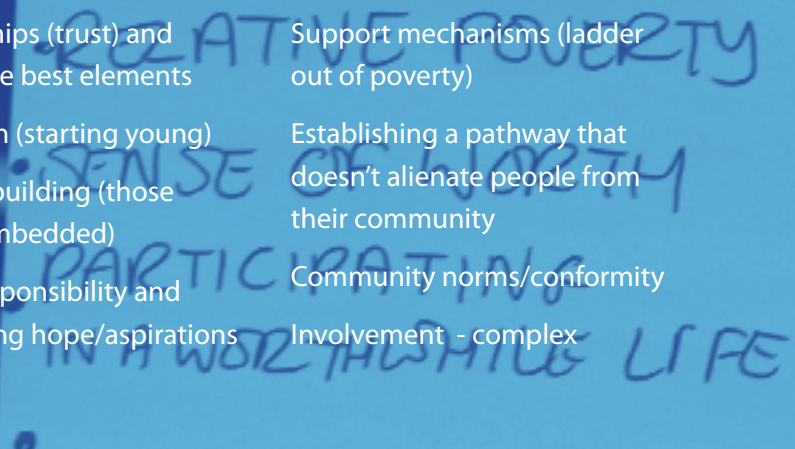 hips (trust) and
e best elements
n (starting young)
building (those
mbedded)
ponsibility and
ng hope/aspirations
Support mechanisms (ladder
out of poverty)
Establishing a pathway that
doesn't alienate people from
their community
Community norms/conformity
Involvement - complex
RELATIVE POVERTY
• SENSE OF WORTH
PARTICIPATING
IN A WORTHWHILE LIFE